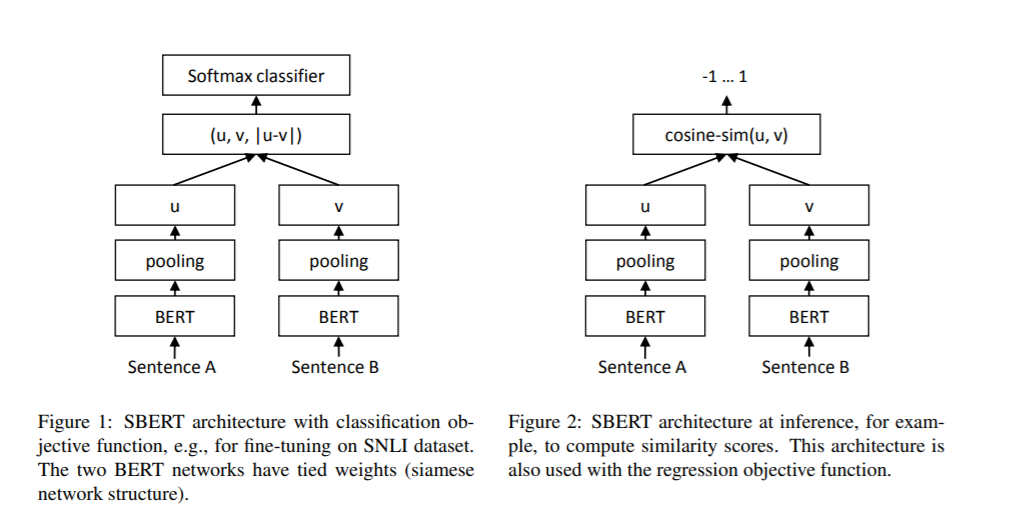 Softmax classifier
(u, v, |u-v|)
u v
pooling pooling
BERT BERT
Sentence A Sentence B
Figure 1: SBERT architecture with classification ob-
jective function, e.g., for fine-tuning on SNLI dataset.
The two BERT networks have tied weights (siamese
network structure).
-1 … 1
cosine-sim(u, v)
u v
pooling pooling
BERT BERT
Sentence A Sentence B
Figure 2: SBERT architecture at inference, for exam-
ple, to compute similarity scores. This architecture is
also used with the regression objective function.